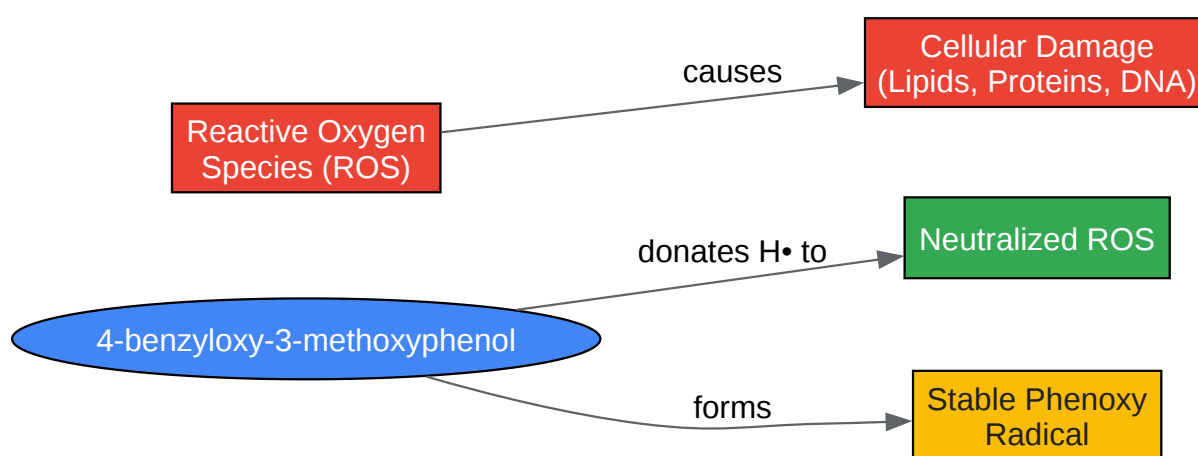 Cellular Damage
(Lipids, Proteins, DNA)
causes
Reactive Oxygen
Species (ROS)
Neutralized ROS
donates H• to
4-benzyloxy-3-methoxyphenol
forms
Stable Phenoxy
Radical